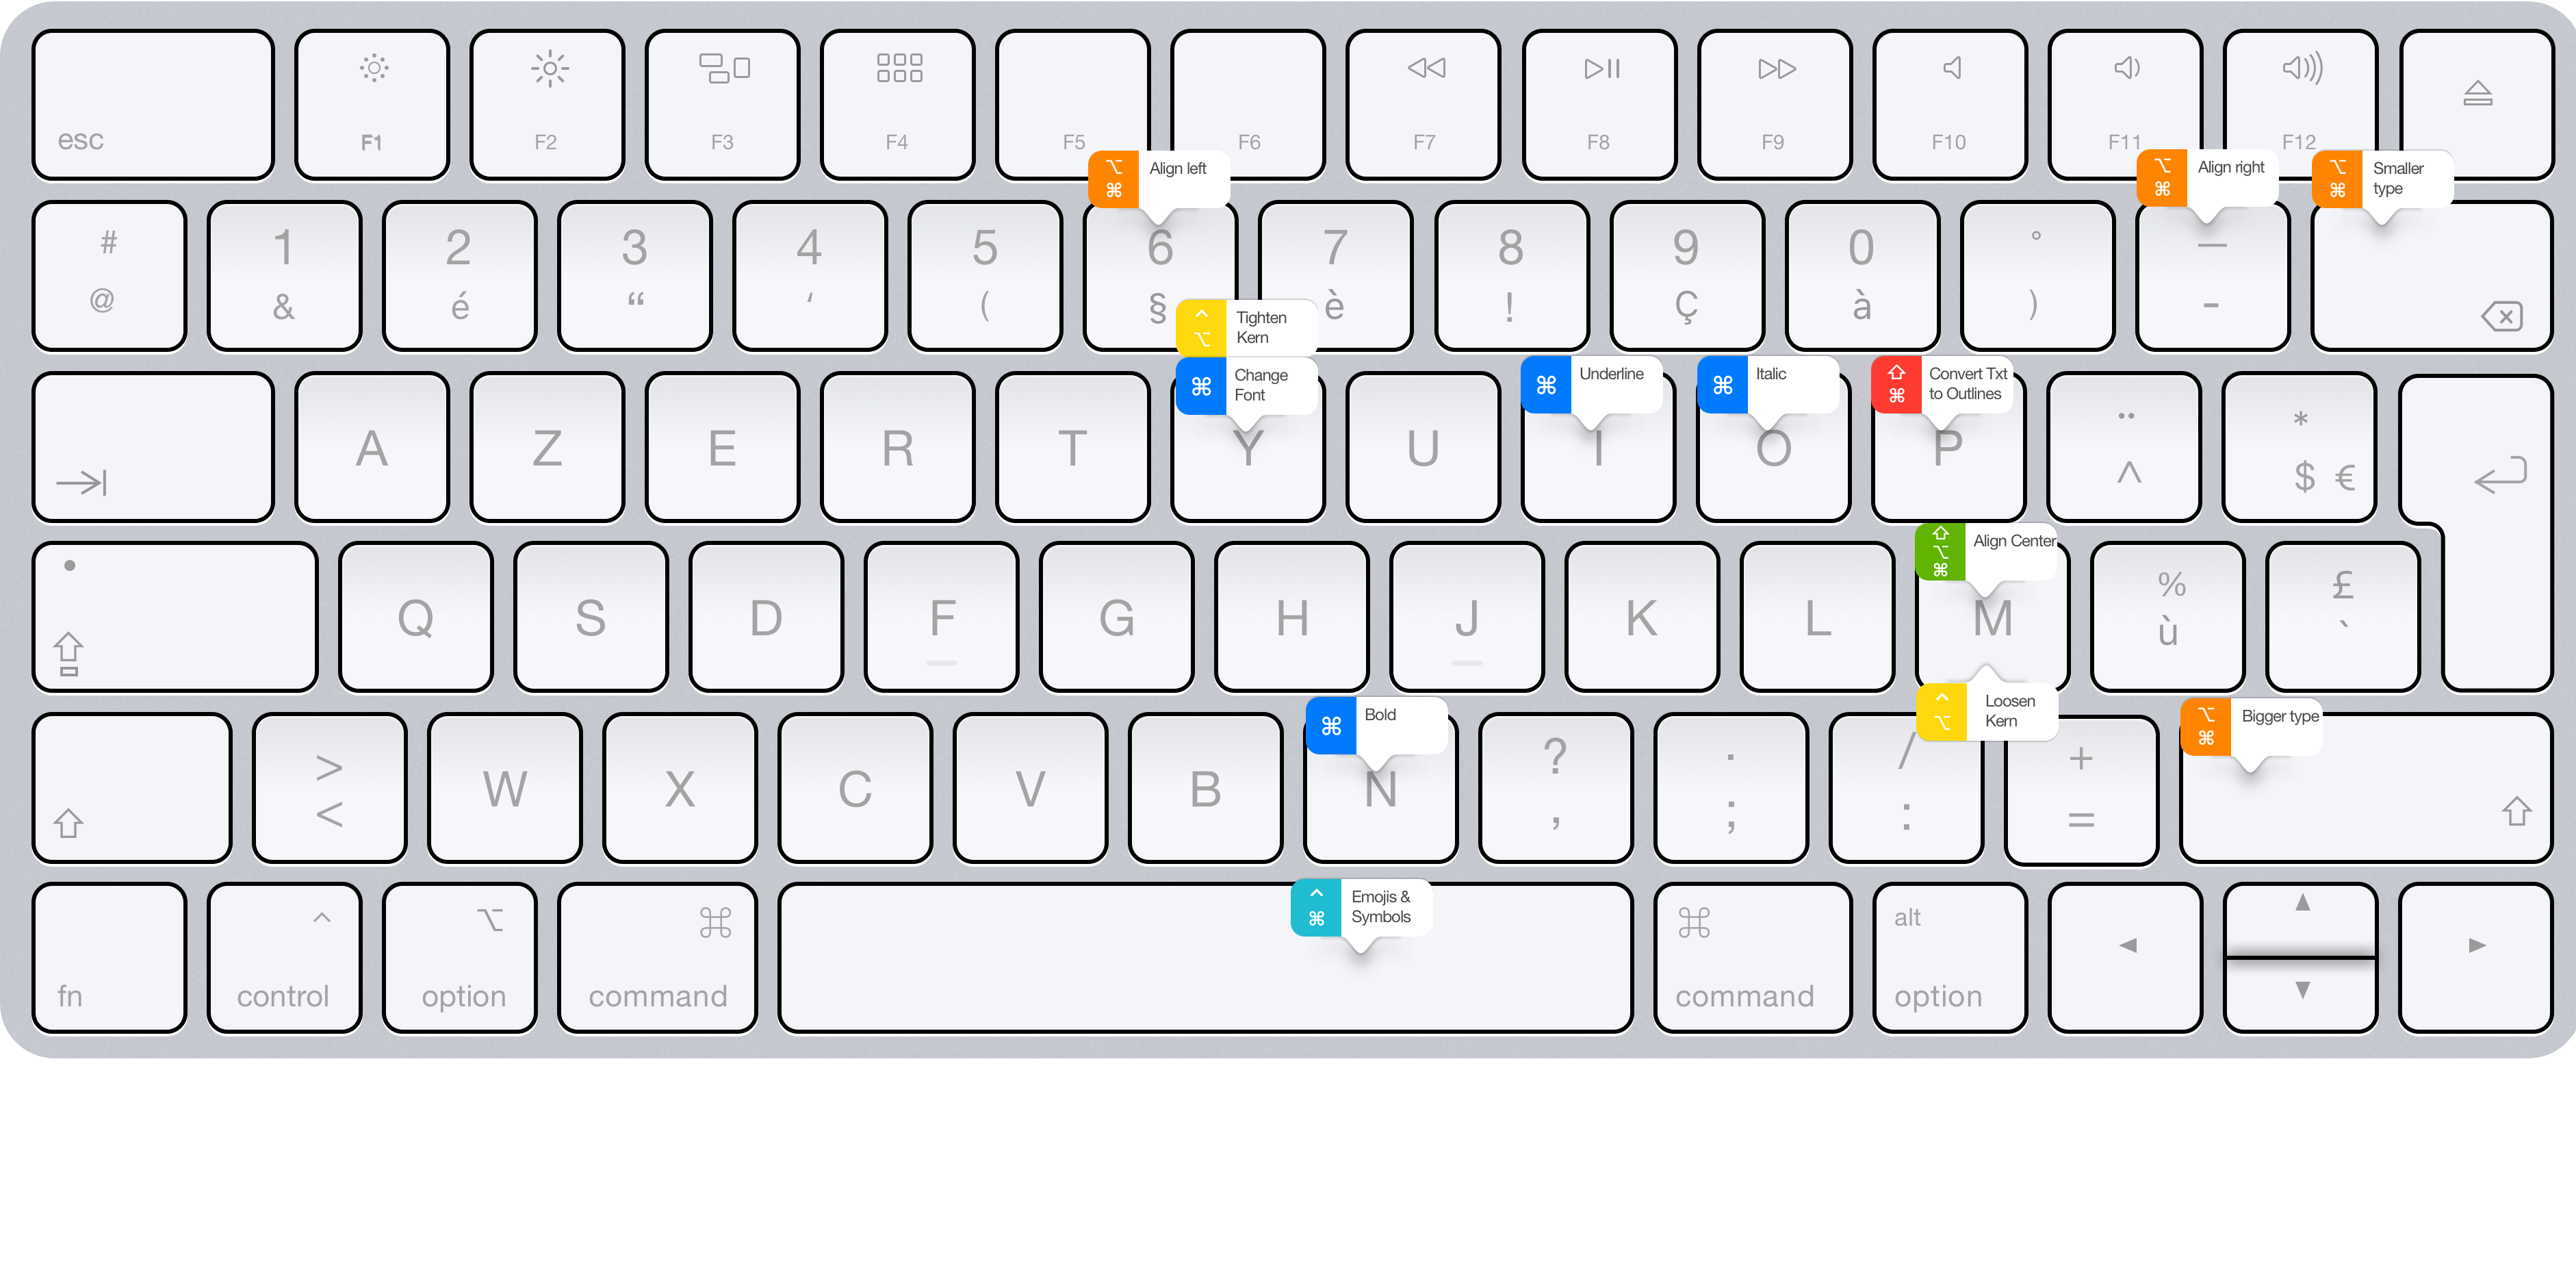 esc F1 F2 F3 F4 F5 F6 F7 F8 F9 F10 F11 F12
⌥ ⌘ Align left
⌥ ⌘ Align right
⌥ ⌘ Smaller
type
# 1 2 3 4 5 6 7 8 9 0 ° —
@ & é “ ‘ ( § è ! Ç à ) -
^ ⌥ Tighten
Kern
⌘ Change
Font
⌘ Underline
⌘ Italic
⇧ ⌘ Convert Txt
to Outlines
A Z E R T Y U I O P ¨ *
^ $ €
⇧ ⌥ ⌘ Align Center
Q S D F G H J K L M % £
ù `
^ ⌥ Loosen
Kern
⌘ Bold
⌥ ⌘ Bigger type
> W X C V B N ? . / +
< , ; : =
^ ⌘ Emojis &
Symbols
^ ⌥ ⌘ ⌘ alt
fn control option command command option